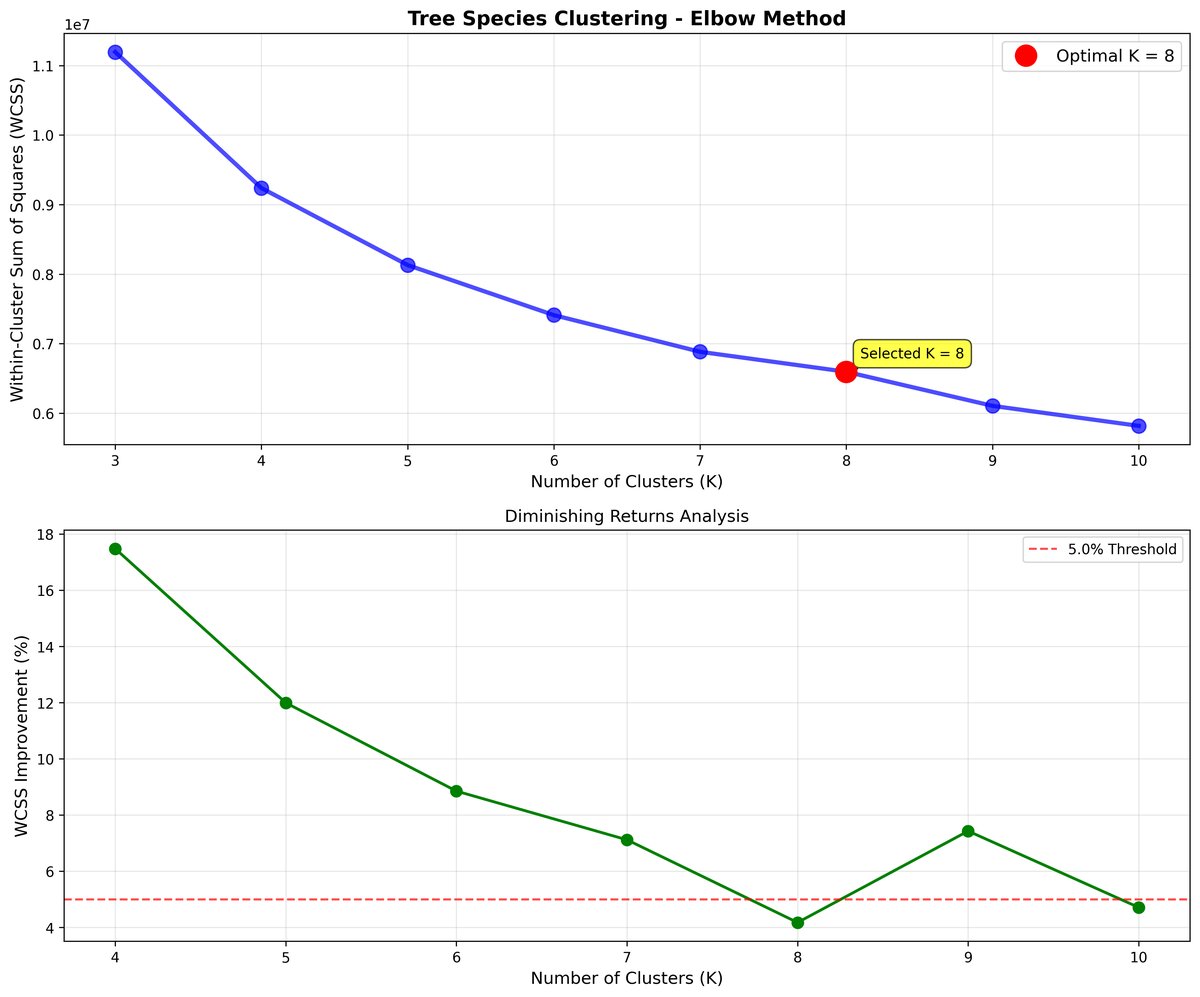 Tree Species Clustering - Elbow Method
1e7
Optimal K = 8
1.1
1.0
0.9
0.8
0.7
0.6
Within-Cluster Sum of Squares (WCSS)
Selected K = 8
3 4 5 6 7 8 9 10
Number of Clusters (K)
Diminishing Returns Analysis
5.0% Threshold
18
16
14
12
10
8
6
4
WCSS Improvement (%)
4 5 6 7 8 9 10
Number of Clusters (K)